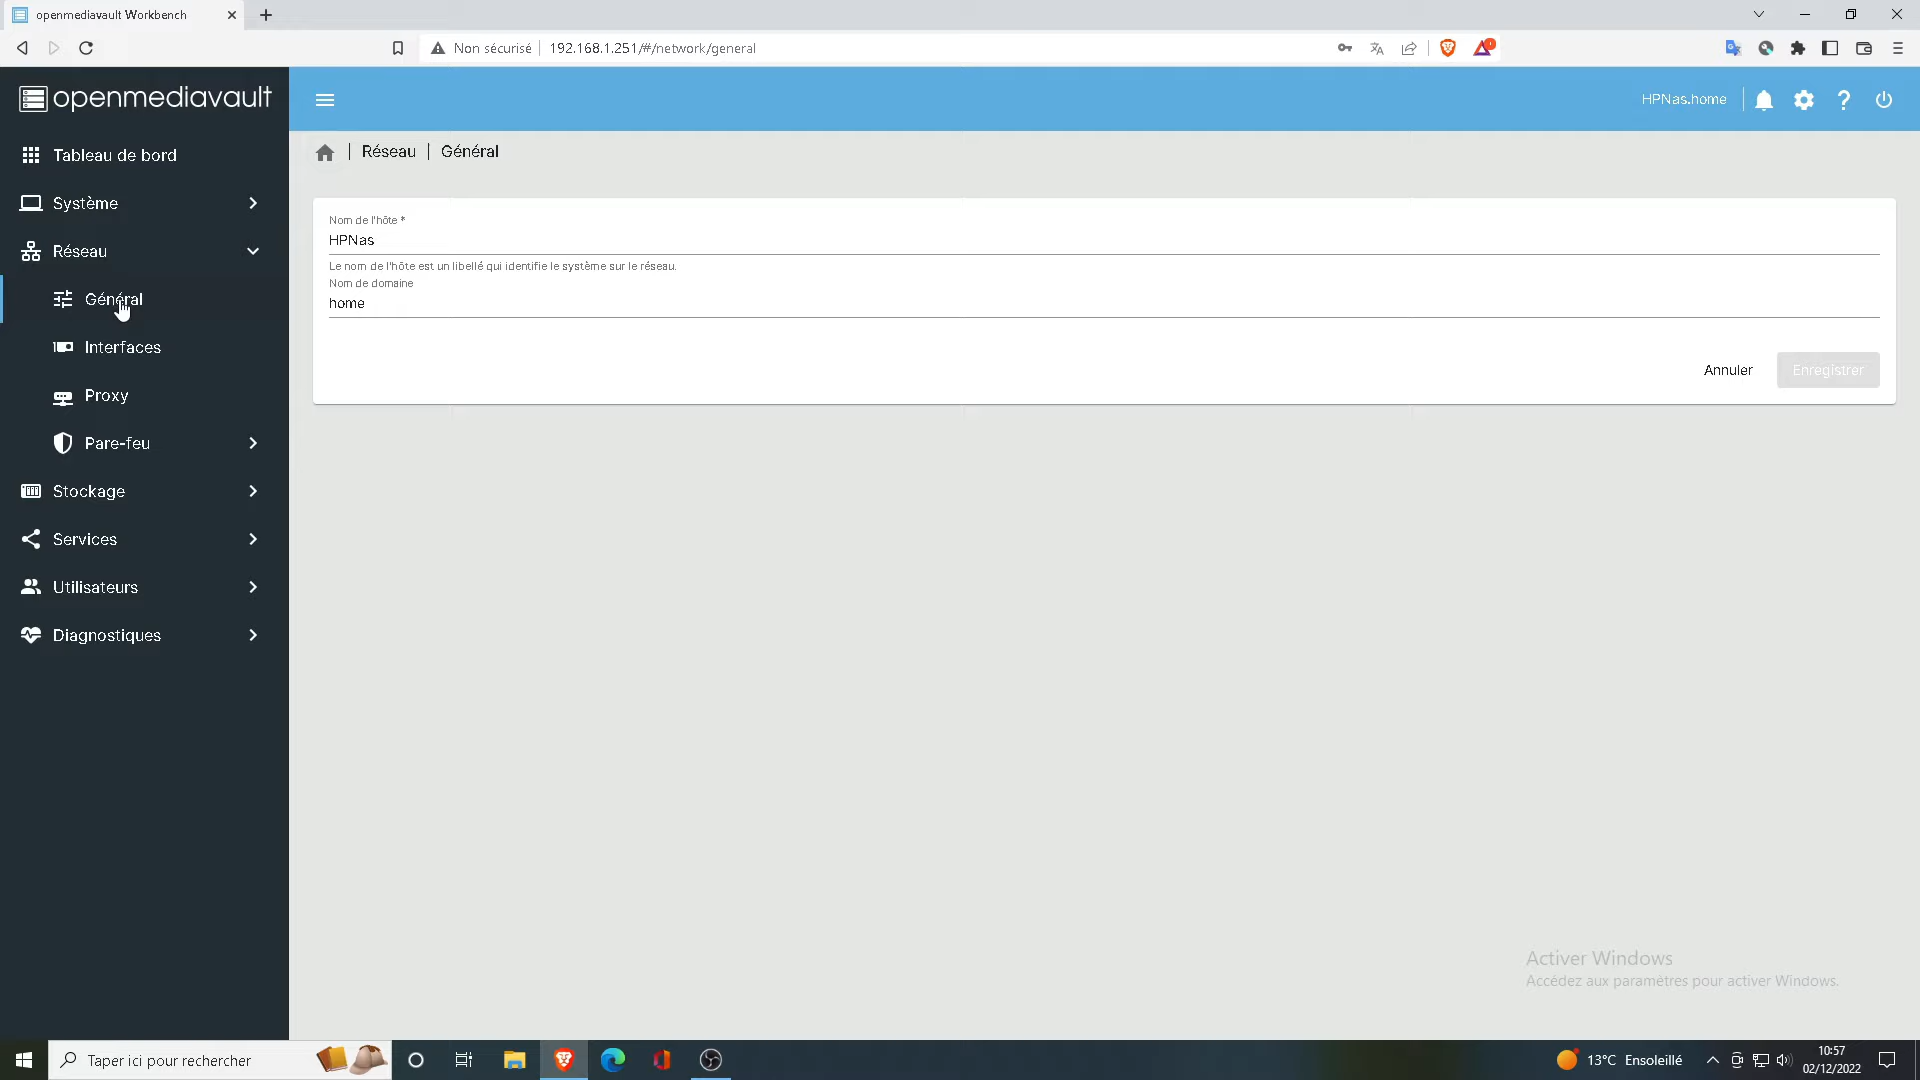 openmediavault Workbench
Non sécurisé
192.168.1.251/#/network/general
openmediavault
HPNas.home
Tableau de bord
Système
Réseau
Général
Interfaces
Proxy
Pare-feu
Stockage
Services
Utilisateurs
Diagnostiques
Réseau | Général
Nom de l'hôte *
HPNas
Le nom de l'hôte est un libellé qui identifie le système sur le réseau.
Nom de domaine
home
Annuler
Enregistrer
Activer Windows
Accédez aux paramètres pour activer Windows.
Taper ici pour rechercher
13°C Ensoleillé
10:57
02/12/2022